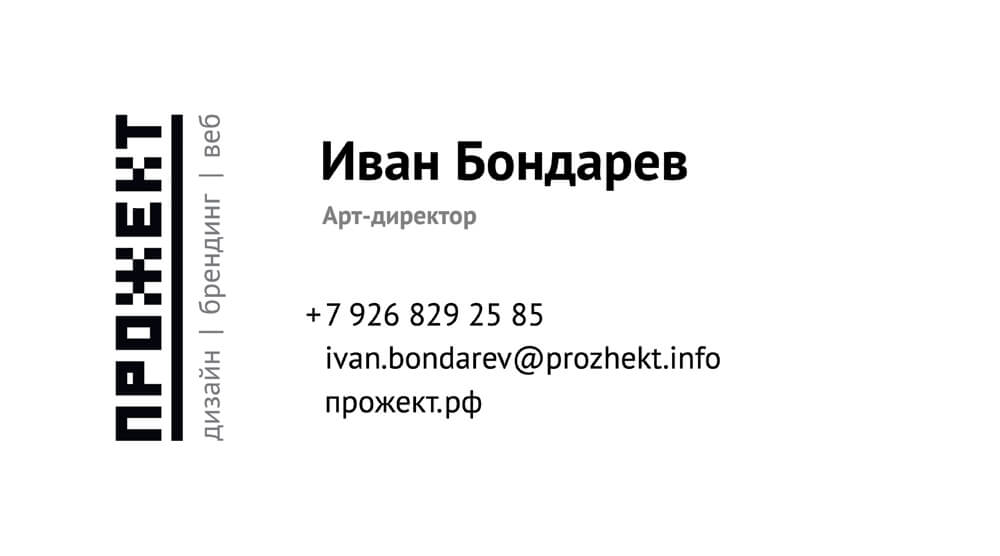 ПРОЖЕКТ
дизайн | брендинг | веб
Иван Бондарев
Арт-директор
+7 926 829 25 85
ivan.bondarev@prozhekt.info
прожект.рф